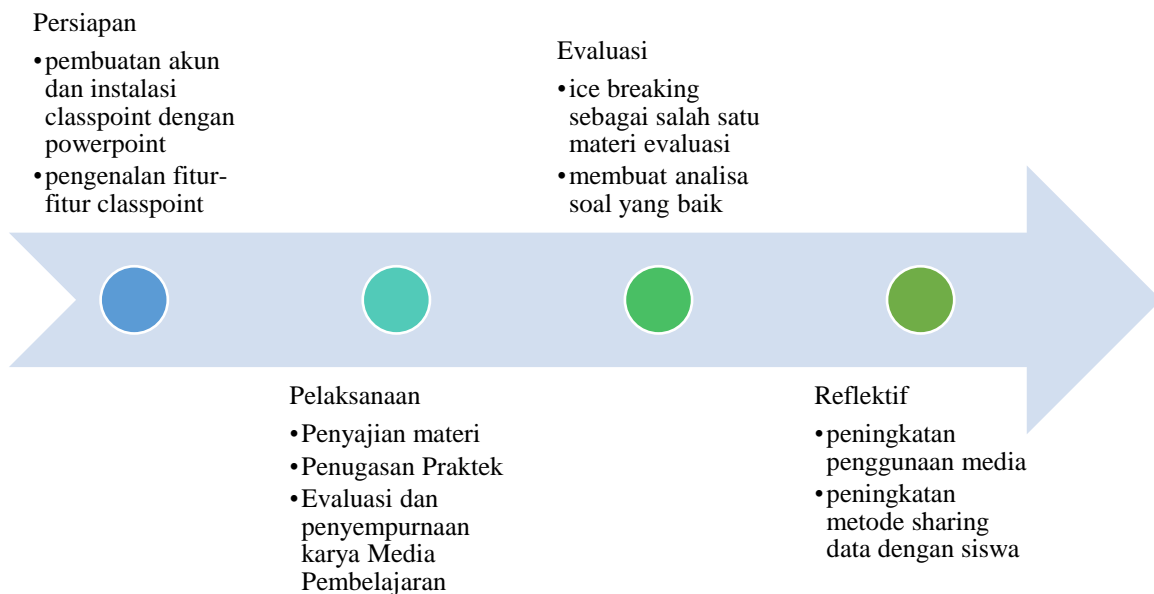 Persiapan
•pembuatan akun
dan instalasi
classpoint dengan
powerpoint
•pengenalan fitur-
fitur classpoint
Pelaksanaan
•Penyajian materi
•Penugasan Praktek
•Evaluasi dan
penyempurnaan
karya Media
Pembelajaran
Evaluasi
•ice breaking
sebagai salah satu
materi evaluasi
•membuat analisa
soal yang baik
Reflektif
•peningkatan
penggunaan media
•peningkatan
metode sharing
data dengan siswa